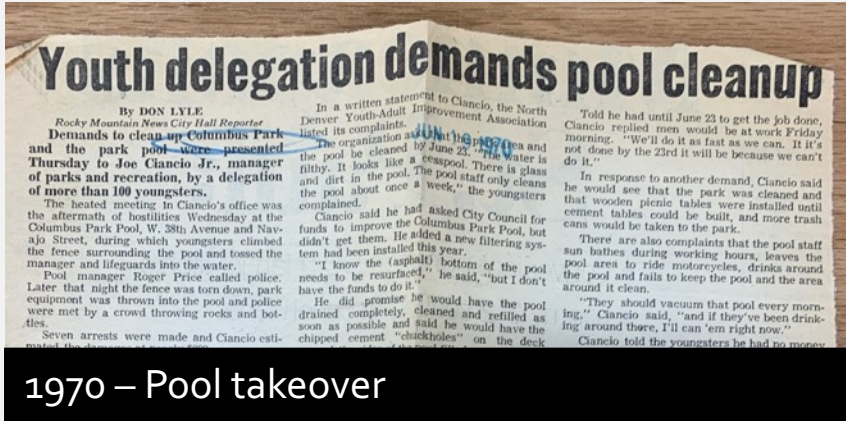 Youth delegation demands pool cleanup
By DON LYLE
Rocky Mountain News City Hall Reporter
Demands to clean up Columbus Park
and the park pool were presented
Thursday to Joe Ciancio Jr., manager
of parks and recreation, by a delegation
of more than 100 youngsters.
The heated meeting in Ciancio's office was
the aftermath of hostilities Wednesday at the
Columbus Park Pool, W. 38th Avenue and Nav-
ajo Street, during which youngsters climbed
the fence surrounding the pool and tossed the
manager and lifeguards into the water.
Pool manager Roger Price called police.
Later that night the fence was torn down, park
equipment was thrown into the pool and police
were met by a crowd throwing rocks and bot-
tles.
Seven arrests were made and Ciancio esti-
In a written statement to Ciancio, the North
Denver Youth-Adult Improvement Association
listed its complaints.
The organization the area and
the pool be cleaned by June 23. "The water is
filthy. It looks like a cesspool. There is glass
and dirt in the pool. The pool staff only cleans
the pool about once a week," the youngsters
complained.
Ciancio said he had asked City Council for
funds to improve the Columbus Park Pool, but
didn't get them. He added a new filtering sys-
tem had been installed this year.
"I know the (asphalt) bottom of the pool
needs to be resurfaced," he said, "but I don't
have the funds to do it."
He did promise he would have the pool
drained completely, cleaned and refilled as
soon as possible and said he would have the
chipped cement "chuckholes" on the deck
JUN 19 1970
Told he had until June 23 to get the job done,
Ciancio replied men would be at work Friday
morning. "We'll do it as fast as we can. It it's
not done by the 23rd it will be because we can't
do it."
In response to another demand, Ciancio said
he would see that the park was cleaned and
that wooden picnic tables were installed until
cement tables could be built, and more trash
cans would be taken to the park.
There are also complaints that the pool staff
sun bathes during working hours, leaves the
pool area to ride motorcycles, drinks around
the pool and fails to keep the pool and the area
around it clean.
"They should vacuum that pool every morn-
ing," Ciancio said, "and if they've been drink-
ing around there, I'll can 'em right now."
Ciancio told the youngsters he had no money
1970 – Pool takeover